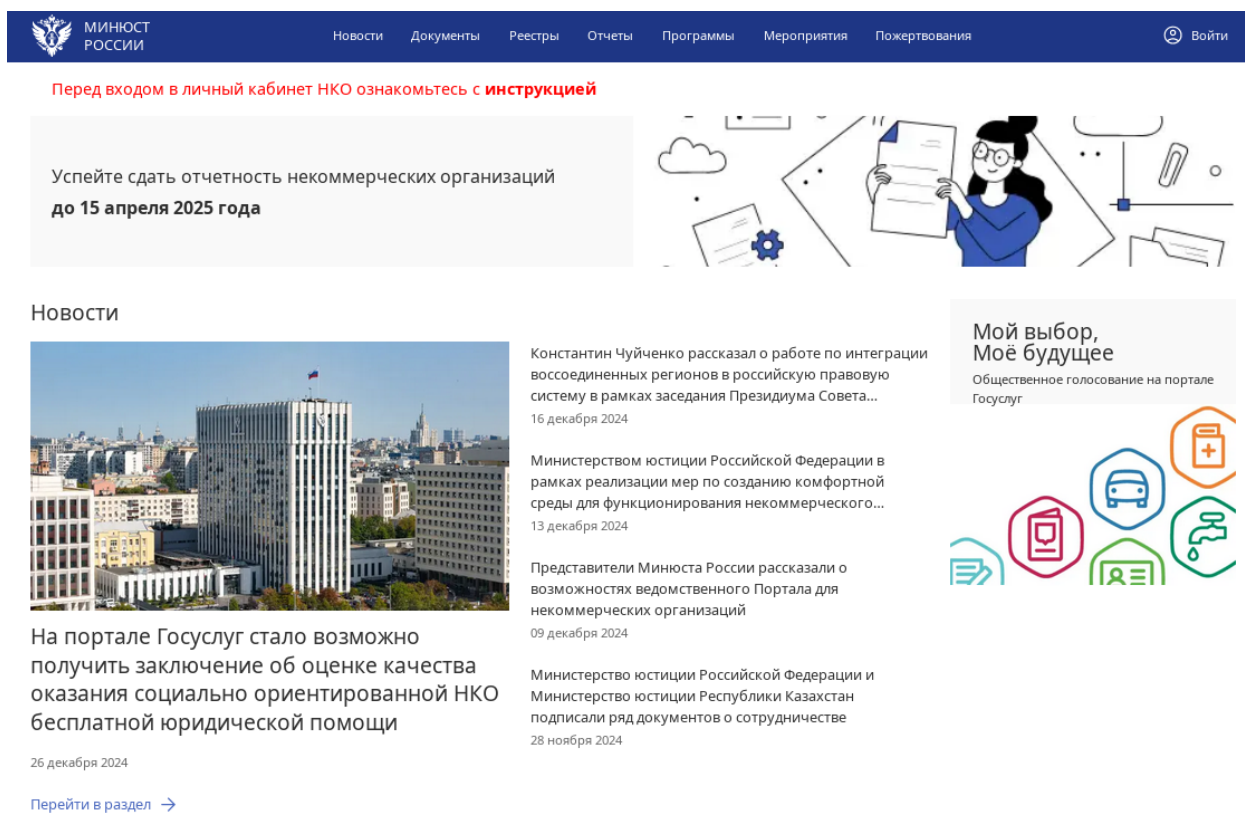 МИНЮСТ
РОССИИ
Новости Документы Реестры Отчеты Программы Мероприятия Пожертвования
Войти
Перед входом в личный кабинет НКО ознакомьтесь с инструкцией
Успейте сдать отчетность некоммерческих организаций
до 15 апреля 2025 года
Новости
На портале Госуслуг стало возможно
получить заключение об оценке качества
оказания социально ориентированной НКО
бесплатной юридической помощи
26 декабря 2024
Перейти в раздел
Константин Чуйченко рассказал о работе по интеграции
воссоединенных регионов в российскую правовую
систему в рамках заседания Президиума Совета...
16 декабря 2024
Министерством юстиции Российской Федерации в
рамках реализации мер по созданию комфортной
среды для функционирования некоммерческого...
13 декабря 2024
Представители Минюста России рассказали о
возможностях ведомственного Портала для
некоммерческих организаций
09 декабря 2024
Министерство юстиции Российской Федерации и
Министерство юстиции Республики Казахстан
подписали ряд документов о сотрудничестве
28 ноября 2024
Мой выбор,
Моё будущее
Общественное голосование на портале
Госуслуг